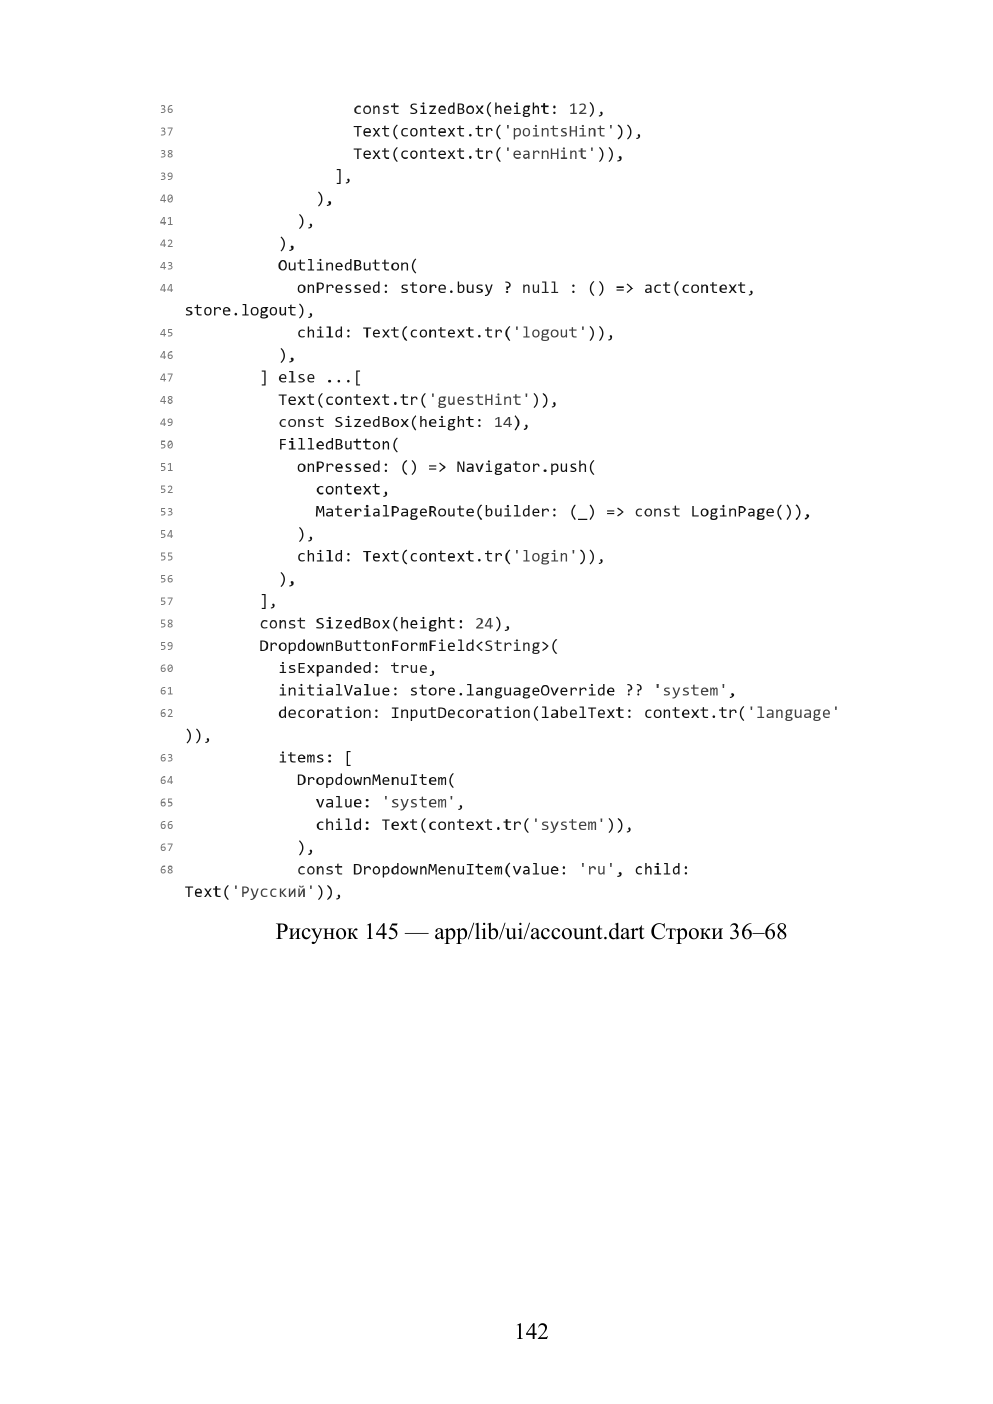 36                   const SizedBox(height: 12),
37                   Text(context.tr('pointsHint')),
38                   Text(context.tr('earnHint')),
39                 ],
40               ),
41             ),
42           ),
43           OutlinedButton(
44             onPressed: store.busy ? null : () => act(context,
store.logout),
45             child: Text(context.tr('logout')),
46           ),
47         ] else ...[
48           Text(context.tr('guestHint')),
49           const SizedBox(height: 14),
50           FilledButton(
51             onPressed: () => Navigator.push(
52               context,
53               MaterialPageRoute(builder: (_) => const LoginPage()),
54             ),
55             child: Text(context.tr('login')),
56           ),
57         ],
58         const SizedBox(height: 24),
59         DropdownButtonFormField<String>(
60           isExpanded: true,
61           initialValue: store.languageOverride ?? 'system',
62           decoration: InputDecoration(labelText: context.tr('language'
)),
63           items: [
64             DropdownMenuItem(
65               value: 'system',
66               child: Text(context.tr('system')),
67             ),
68             const DropdownMenuItem(value: 'ru', child:
Text('Русский')),
Рисунок 145 — app/lib/ui/account.dart Строки 36–68
142